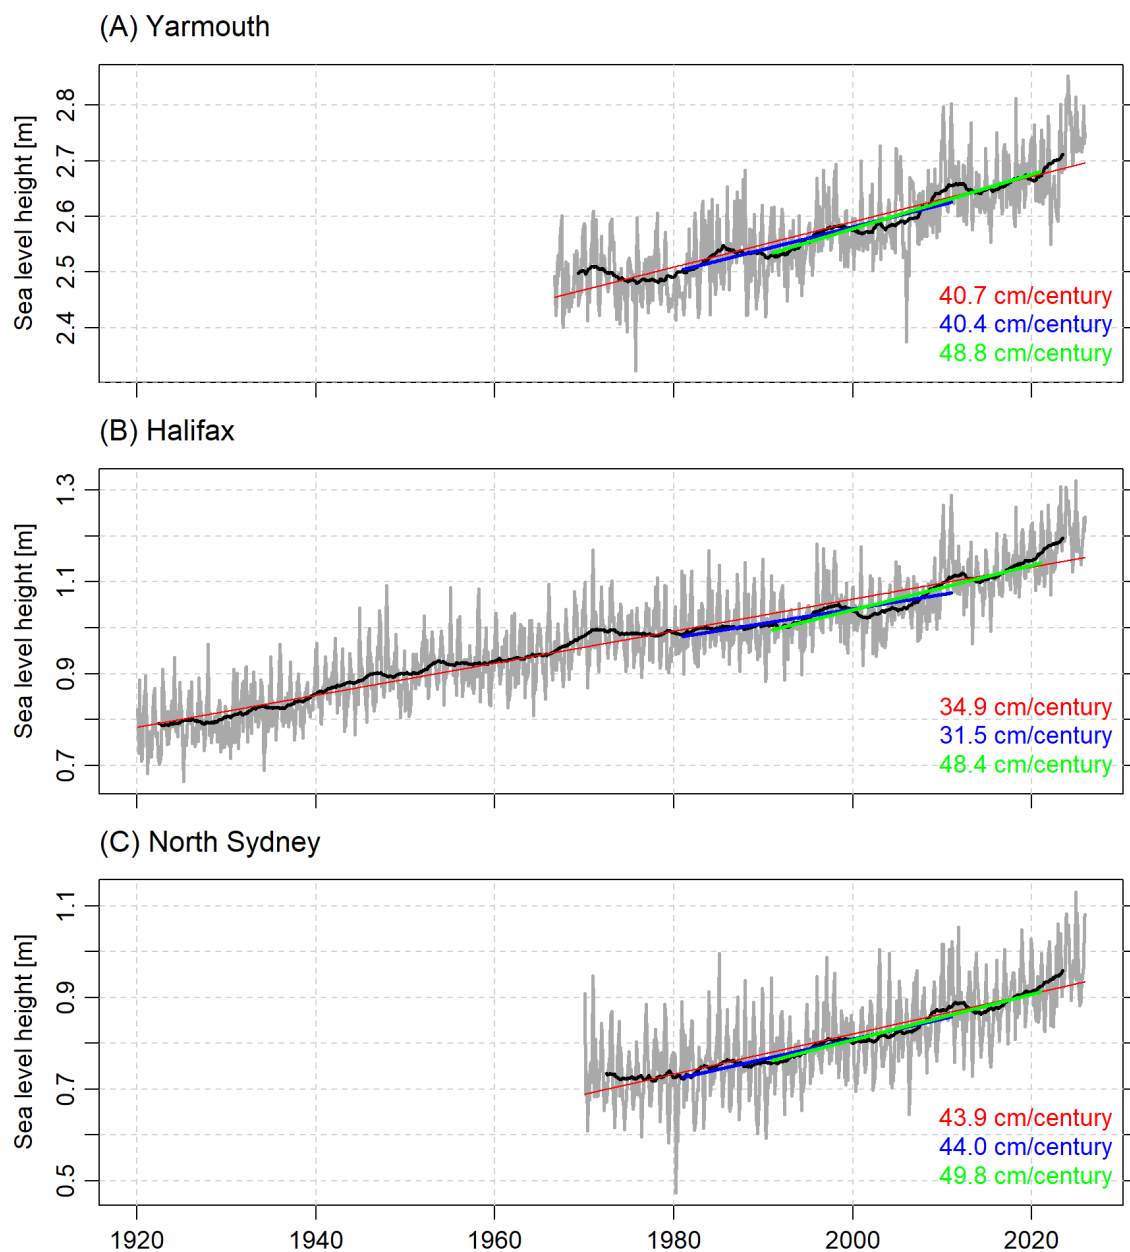 (A) Yarmouth
Sea level height [m]
2.8
2.7
2.6
2.5
2.4
40.7 cm/century
40.4 cm/century
48.8 cm/century
(B) Halifax
Sea level height [m]
1.3
1.1
0.9
0.7
34.9 cm/century
31.5 cm/century
48.4 cm/century
(C) North Sydney
Sea level height [m]
1.1
0.9
0.7
0.5
43.9 cm/century
44.0 cm/century
49.8 cm/century
1920 1940 1960 1980 2000 2020